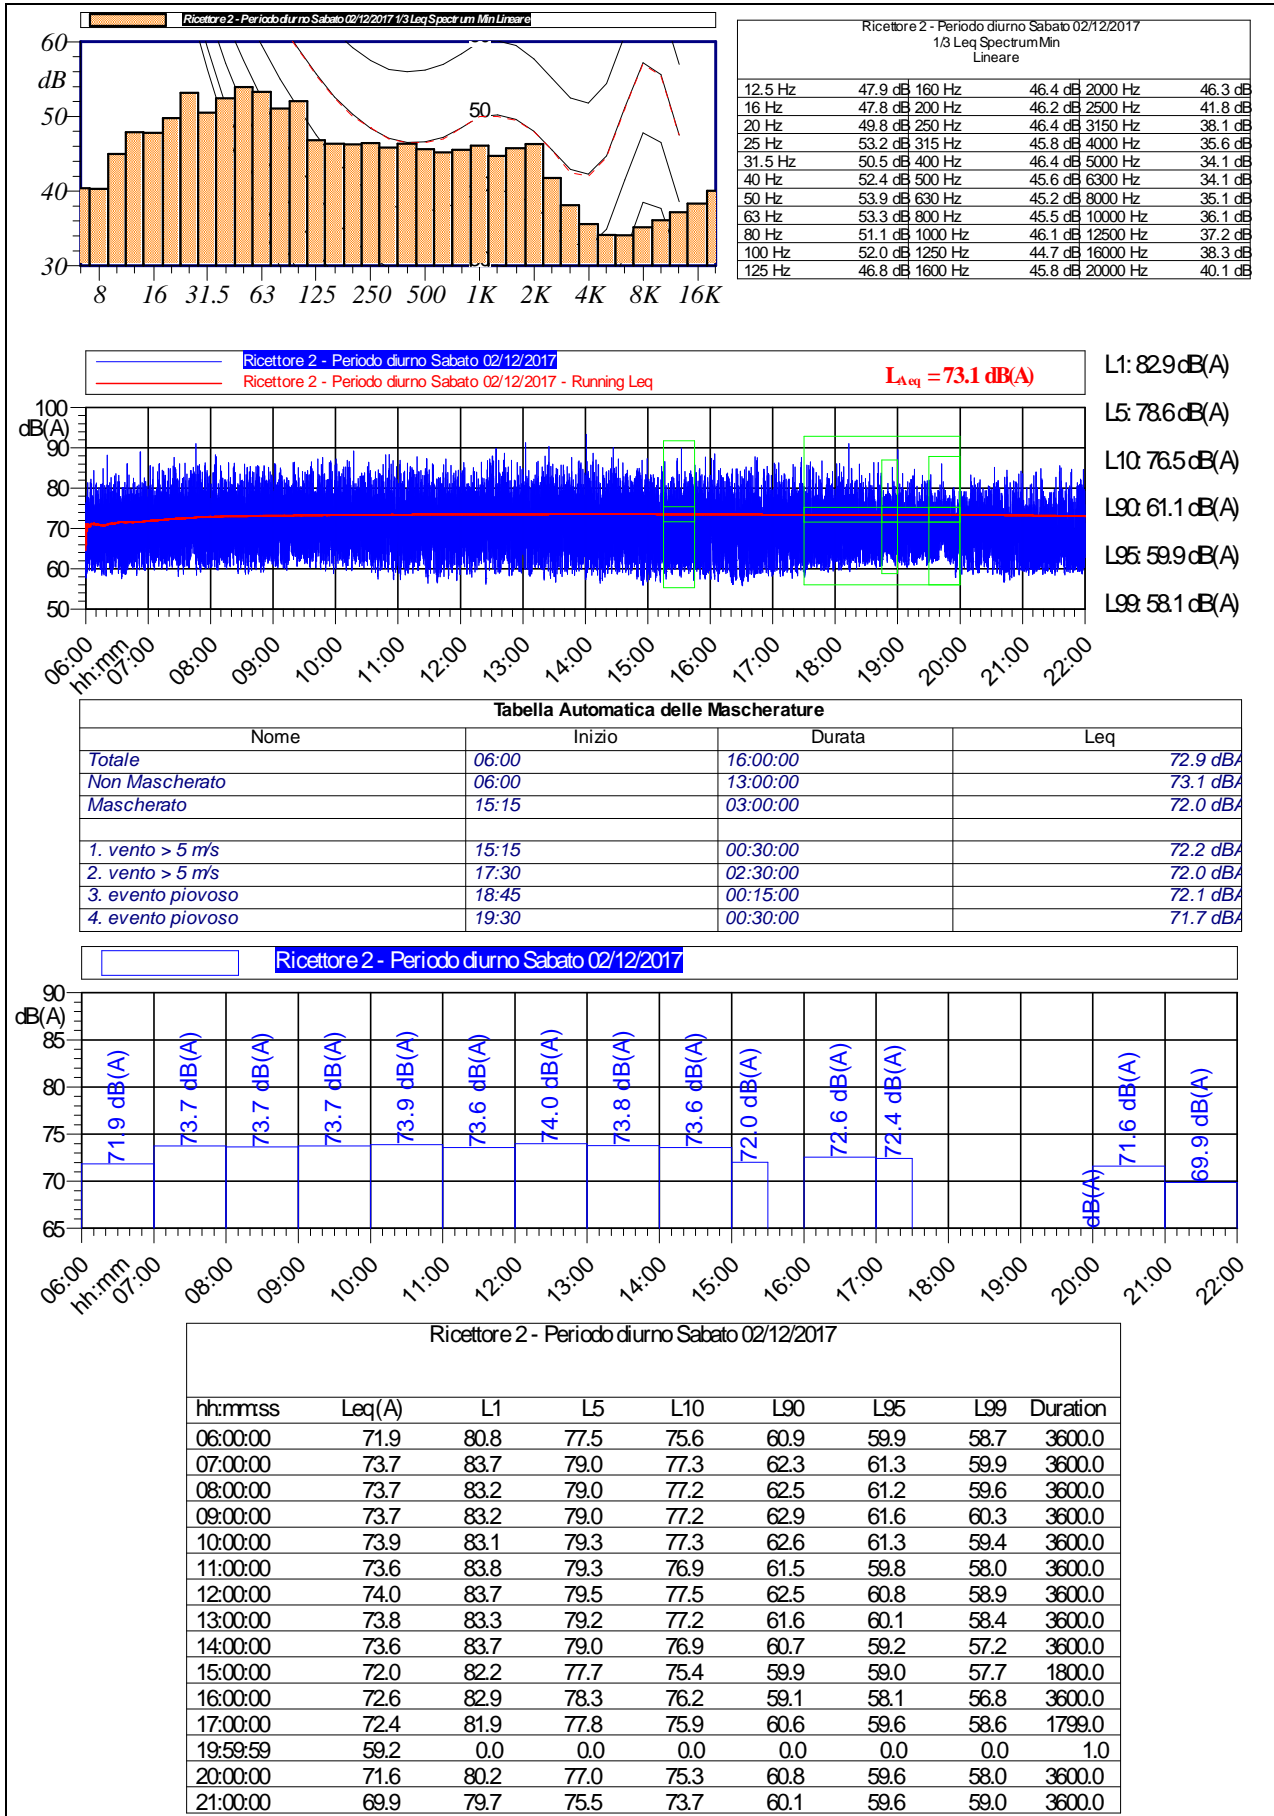 Ricettore 2 - Periodo diurno Sabato 02/12/2017 1/3 Leq Spectrum Min Lineare
60
dB
50
40
30
50
8 16 31.5 63 125 250 500 1K 2K 4K 8K 16K
Ricettore 2 - Periodo diurno Sabato 02/12/2017
1/3 Leq Spectrum Min
Lineare
12.5 Hz 47.9 dB 160 Hz 46.4 dB 2000 Hz 46.3 dB
16 Hz 47.8 dB 200 Hz 46.2 dB 2500 Hz 41.8 dB
20 Hz 49.8 dB 250 Hz 46.4 dB 3150 Hz 38.1 dB
25 Hz 53.2 dB 315 Hz 45.8 dB 4000 Hz 35.6 dB
31.5 Hz 50.5 dB 400 Hz 46.4 dB 5000 Hz 34.1 dB
40 Hz 52.4 dB 500 Hz 45.6 dB 6300 Hz 34.1 dB
50 Hz 53.9 dB 630 Hz 45.2 dB 8000 Hz 35.1 dB
63 Hz 53.3 dB 800 Hz 45.5 dB 10000 Hz 36.1 dB
80 Hz 51.1 dB 1000 Hz 46.1 dB 12500 Hz 37.2 dB
100 Hz 52.0 dB 1250 Hz 44.7 dB 16000 Hz 38.3 dB
125 Hz 46.8 dB 1600 Hz 45.8 dB 20000 Hz 40.1 dB
Ricettore 2 - Periodo diurno Sabato 02/12/2017
Ricettore 2 - Periodo diurno Sabato 02/12/2017 - Running Leq
LAeq = 73.1 dB(A)
L1: 82.9 dB(A)
L5: 78.6 dB(A)
L10: 76.5 dB(A)
L90: 61.1 dB(A)
L95: 59.9 dB(A)
L99: 58.1 dB(A)
100
dB(A)
90
80
70
60
50
06:00 hh:mm 07:00 08:00 09:00 10:00 11:00 12:00 13:00 14:00 15:00 16:00 17:00 18:00 19:00 20:00 21:00 22:00
Tabella Automatica delle Mascherature
Nome Inizio Durata Leq
Totale 06:00 16:00:00 72.9 dBA
Non Mascherato 06:00 13:00:00 73.1 dBA
Mascherato 15:15 03:00:00 72.0 dBA
1. vento > 5 m/s 15:15 00:30:00 72.2 dBA
2. vento > 5 m/s 17:30 02:30:00 72.0 dBA
3. evento piovoso 18:45 00:15:00 72.1 dBA
4. evento piovoso 19:30 00:30:00 71.7 dBA
Ricettore 2 - Periodo diurno Sabato 02/12/2017
90
dB(A)
85
80
75
70
65
71.9 dB(A)
73.7 dB(A)
73.7 dB(A)
73.7 dB(A)
73.9 dB(A)
73.6 dB(A)
74.0 dB(A)
73.8 dB(A)
73.6 dB(A)
72.0 dB(A)
72.6 dB(A)
72.4 dB(A)
dB(A)
71.6 dB(A)
69.9 dB(A)
06:00 hh:mm 07:00 08:00 09:00 10:00 11:00 12:00 13:00 14:00 15:00 16:00 17:00 18:00 19:00 20:00 21:00 22:00
Ricettore 2 - Periodo diurno Sabato 02/12/2017
hh:mm:ss Leq(A) L1 L5 L10 L90 L95 L99 Duration
06:00:00 71.9 80.8 77.5 75.6 60.9 59.9 58.7 3600.0
07:00:00 73.7 83.7 79.0 77.3 62.3 61.3 59.9 3600.0
08:00:00 73.7 83.2 79.0 77.2 62.5 61.2 59.6 3600.0
09:00:00 73.7 83.2 79.0 77.2 62.9 61.6 60.3 3600.0
10:00:00 73.9 83.1 79.3 77.3 62.6 61.3 59.4 3600.0
11:00:00 73.6 83.8 79.3 76.9 61.5 59.8 58.0 3600.0
12:00:00 74.0 83.7 79.5 77.5 62.5 60.8 58.9 3600.0
13:00:00 73.8 83.3 79.2 77.2 61.6 60.1 58.4 3600.0
14:00:00 73.6 83.7 79.0 76.9 60.7 59.2 57.2 3600.0
15:00:00 72.0 82.2 77.7 75.4 59.9 59.0 57.7 1800.0
16:00:00 72.6 82.9 78.3 76.2 59.1 58.1 56.8 3600.0
17:00:00 72.4 81.9 77.8 75.9 60.6 59.6 58.6 1799.0
19:59:59 59.2 0.0 0.0 0.0 0.0 0.0 0.0 1.0
20:00:00 71.6 80.2 77.0 75.3 60.8 59.6 58.0 3600.0
21:00:00 69.9 79.7 75.5 73.7 60.1 59.6 59.0 3600.0